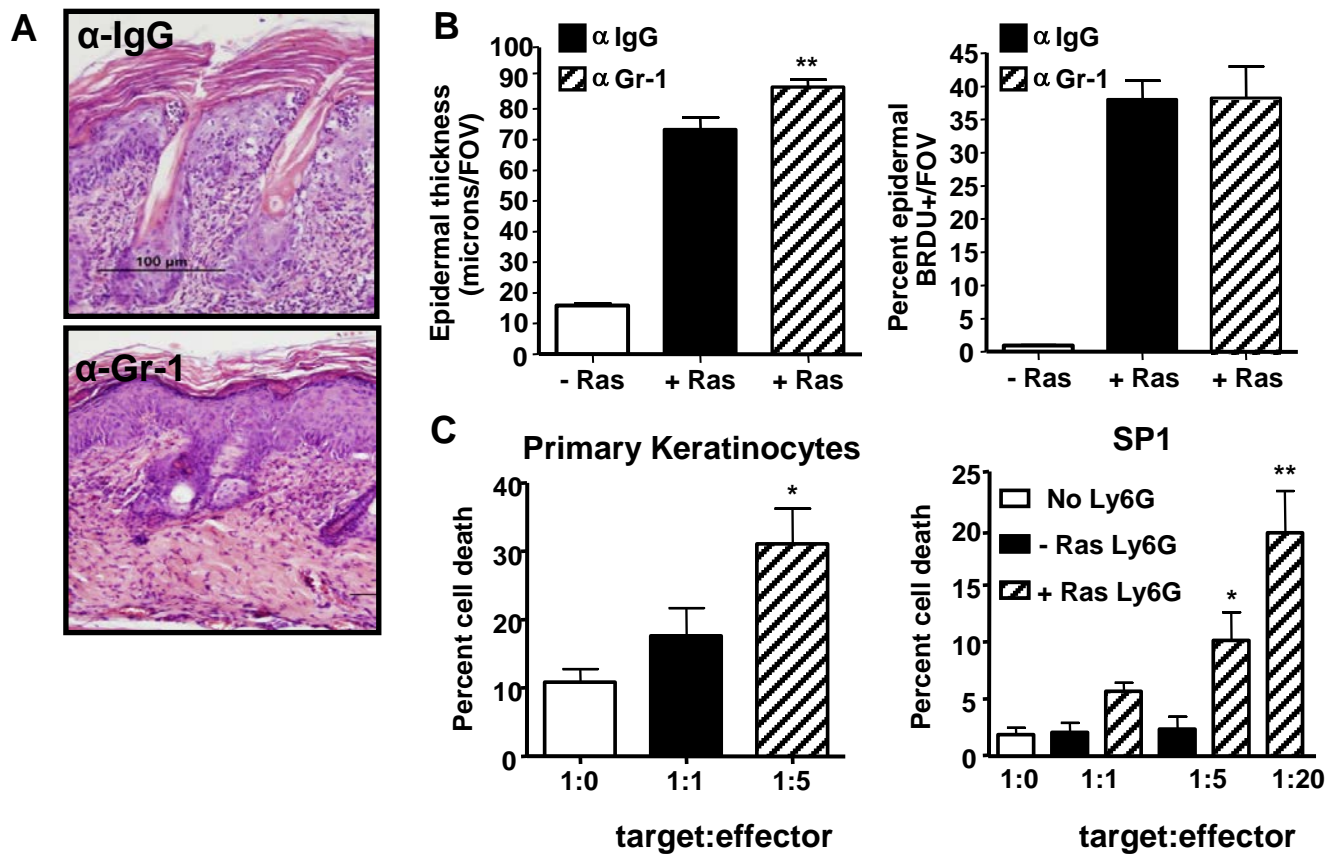 A
α-IgG
100 µm
α-Gr-1
B
α IgG
α Gr-1
**
Epidermal thickness
(microns/FOV)
100
90
80
70
60
50
40
30
20
10
0
- Ras
+ Ras
+ Ras
α IgG
α Gr-1
Percent epidermal
BRDU+/FOV
45
40
35
30
25
20
15
10
5
0
- Ras
+ Ras
+ Ras
C
Primary Keratinocytes
Percent cell death
40
30
20
10
0
*
1:0
1:1
1:5
target:effector
SP1
No Ly6G
- Ras Ly6G
+ Ras Ly6G
Percent cell death
25
20
15
10
5
0
*
**
1:0
1:1
1:5
1:20
target:effector